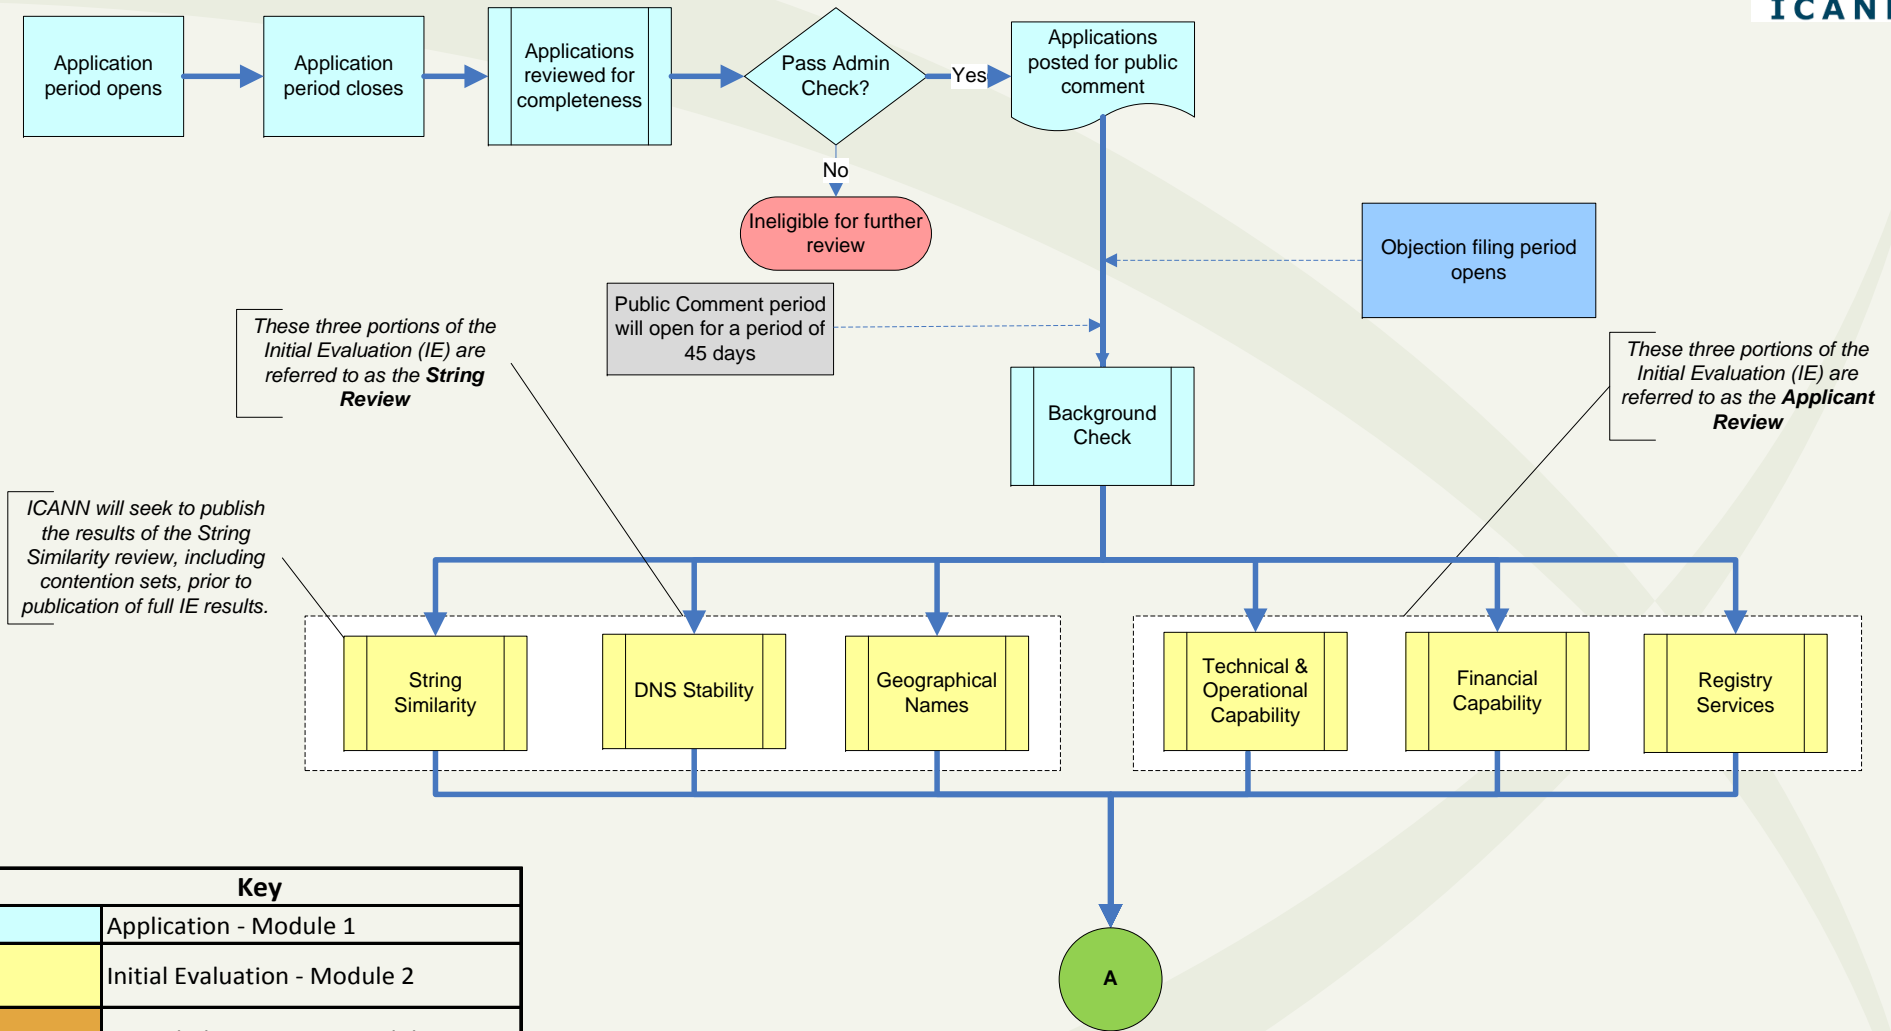 ICAN
Application
period opens
Application
period closes
Applications
reviewed for
completeness
Pass Admin
Check?
Yes
Applications
posted for public
comment
No
Ineligible for further
review
Objection filing period
opens
Public Comment period
will open for a period of
45 days
These three portions of the
Initial Evaluation (IE) are
referred to as the String
Review
These three portions of the
Initial Evaluation (IE) are
referred to as the Applicant
Review
Background
Check
ICANN will seek to publish
the results of the String
Similarity review, including
contention sets, prior to
publication of full IE results.
String
Similarity
DNS Stability
Geographical
Names
Technical &
Operational
Capability
Financial
Capability
Registry
Services
A
Key
Application - Module 1
Initial Evaluation - Module 2